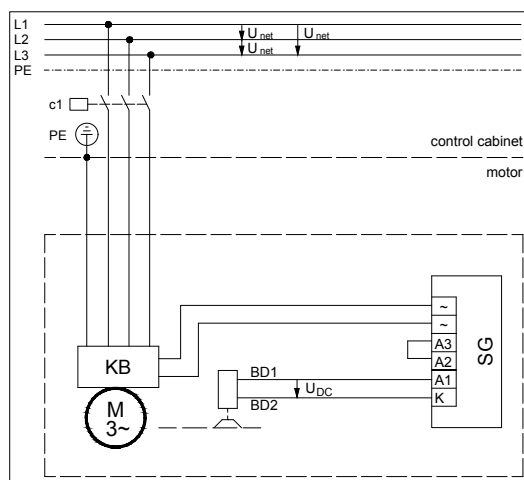 L1
L2
L3
PE
U net
U net
U net
c1
PE
control cabinet
motor
KB
M
3~
BD1
BD2
U DC
~
~
A3
A2
A1
K
SG